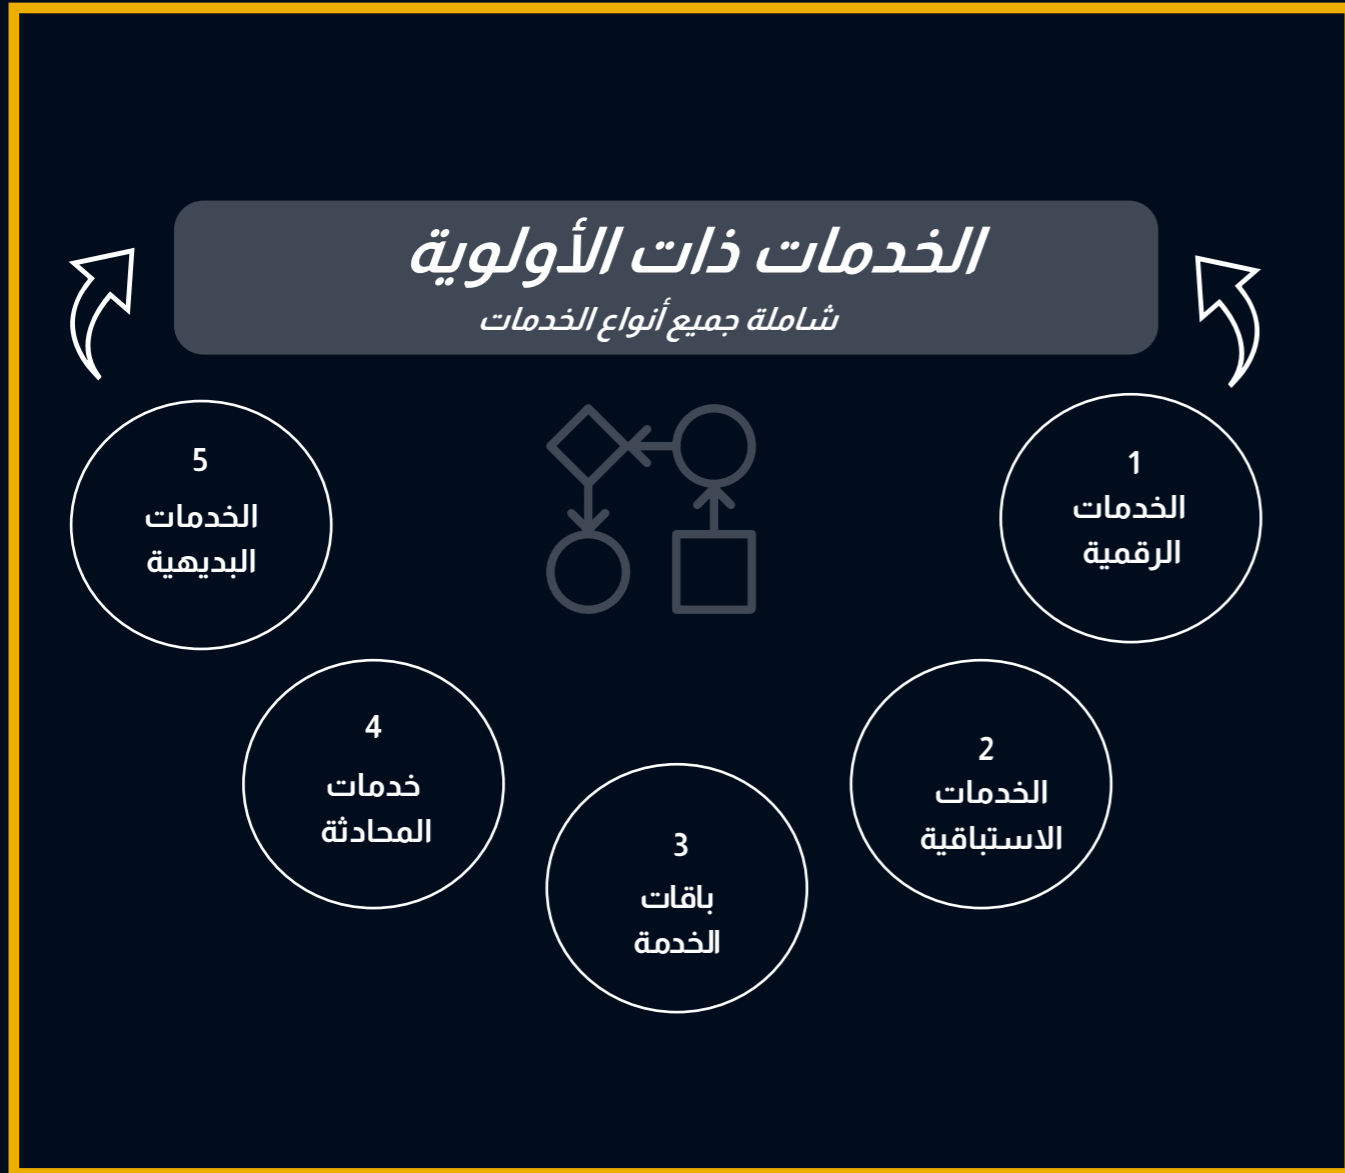 الخدمات ذات الأولوية
شاملة جميع أنواع الخدمات
1
الخدمات
الرقمية
2
الخدمات
الاستباقية
3
باقات
الخدمة
4
خدمات
المحادثة
5
الخدمات
البديهية